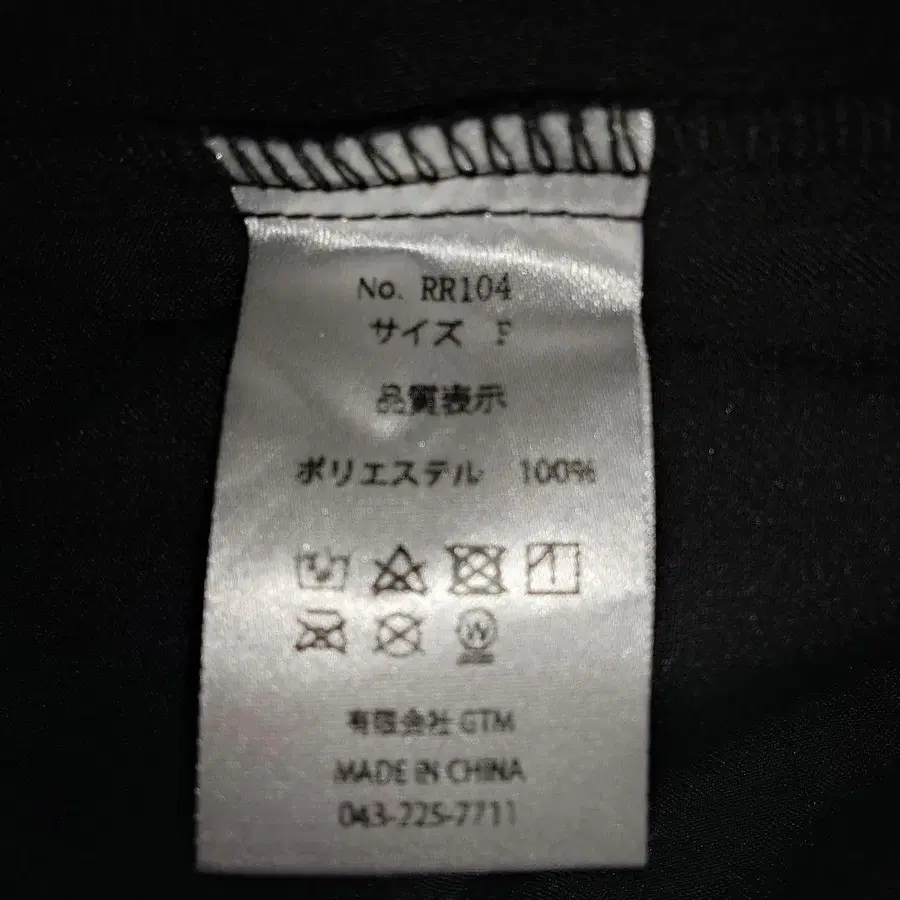 No. RR104
サイズ F
品質表示
ポリエステル 100%
W
有限会社 GTM
MADE IN CHINA
043-225-7711